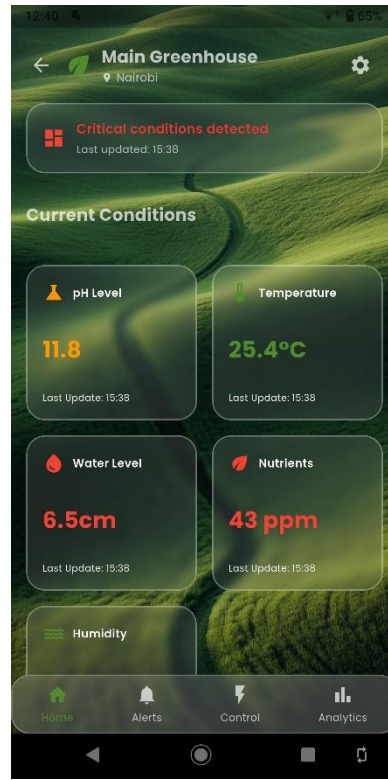 12:40
65%
Main Greenhouse
Nairobi
Critical conditions detected
Last updated: 15:38
Current Conditions
pH Level
11.8
Last Update: 15:38
Temperature
25.4°C
Last Update: 15:38
Water Level
6.5cm
Last Update: 15:38
Nutrients
43 ppm
Last Update: 15:38
Humidity
Home
Alerts
Control
Analytics